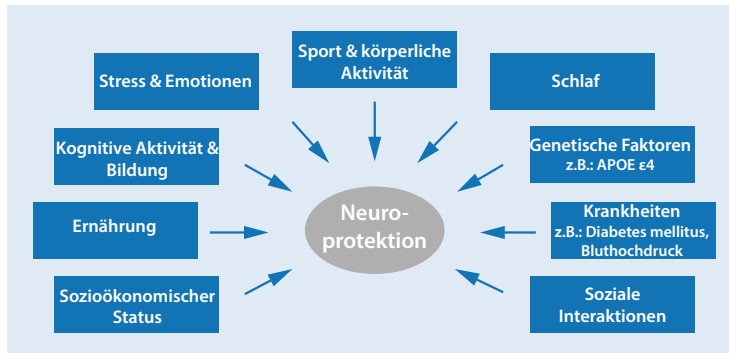 Sport & körperliche
Aktivität
Stress & Emotionen
Schlaf
Kognitive Aktivität &
Bildung
Genetische Faktoren
z.B.: APOE ε4
Ernährung
Neuro-
protektion
Krankheiten
z.B.: Diabetes mellitus,
Bluthochdruck
Sozioökonomischer
Status
Soziale
Interaktionen